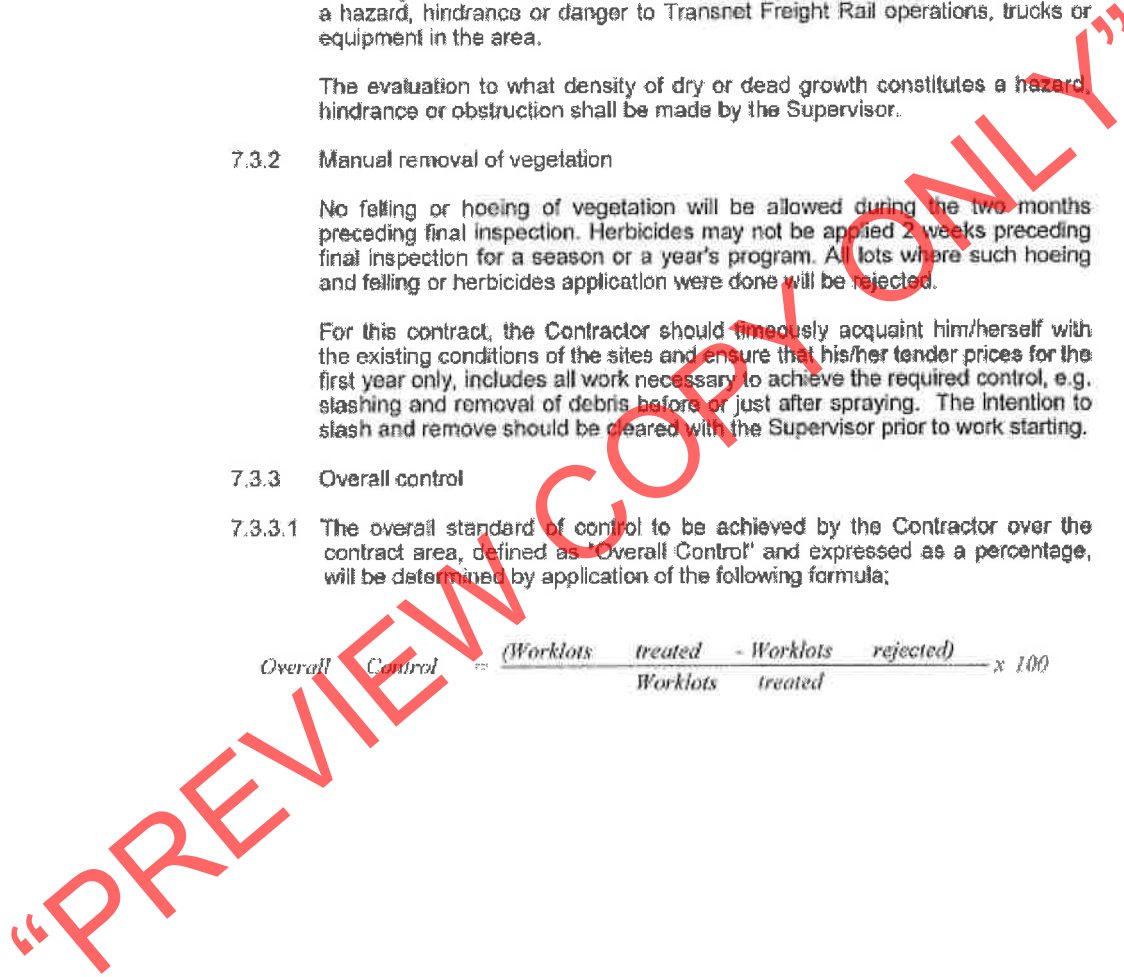 a hazard, hindrance or danger to Transnet Freight Rail operations, trucks or
equipment in the area.
The evaluation to what density of dry or dead growth constitutes a hazard,
hindrance or obstruction shall be made by the Supervisor.
7.3.2 Manual removal of vegetation
No felling or hoeing of vegetation will be allowed during the two months
preceding final inspection. Herbicides may not be applied 2 weeks preceding
final inspection for a season or a year's program. All lots where such hoeing
and felling or herbicides application were done will be rejected.
For this contract, the Contractor should timeously acquaint him/herself with
the existing conditions of the sites and ensure that his/her tender prices for the
first year only, includes all work necessary to achieve the required control, e.g.
slashing and removal of debris before or just after spraying. The intention to
slash and remove should be cleared with the Supervisor prior to work starting.
7.3.3 Overall control
7.3.3.1 The overall standard of control to be achieved by the Contractor over the
contract area, defined as "Overall Control" and expressed as a percentage,
will be determined by application of the following formula;
Overall Control = (Worklots treated - Worklots rejected) x 100
Worklots treated
“PREVIEW COPY ONLY”